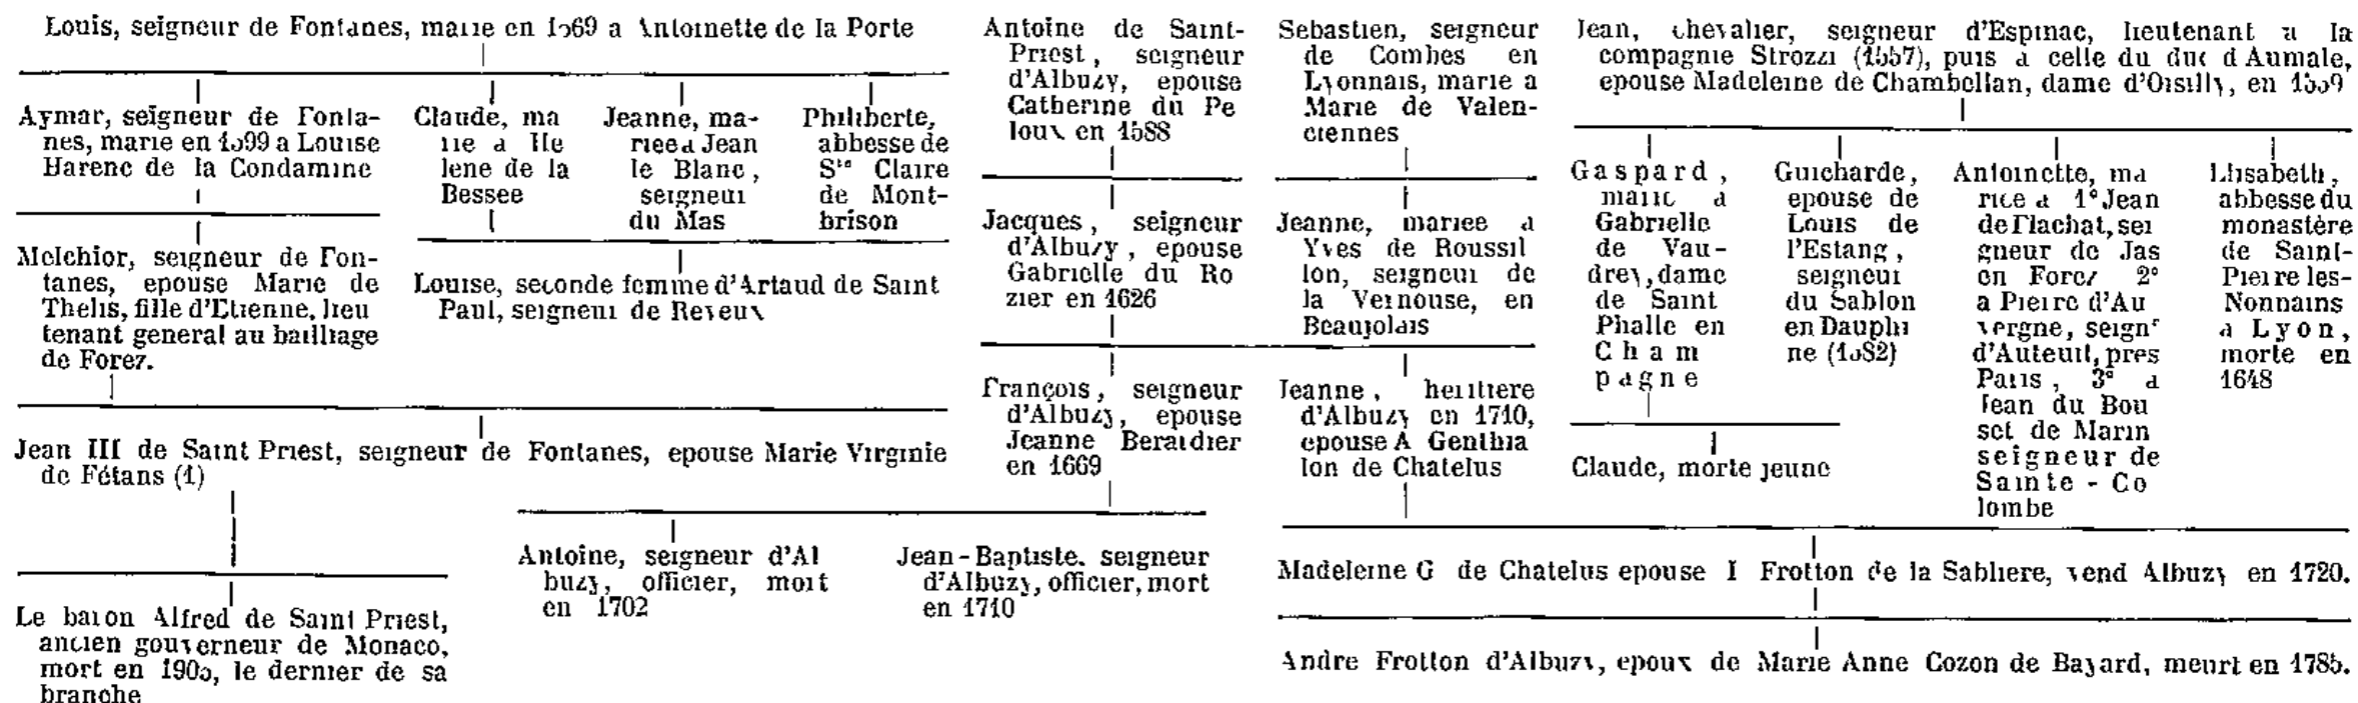 Louis, seigneur de Fontanes, marie en 1569 a Antoinette de la Porte
Aymar, seigneur de Fonta-
nes, marie en 1599 a Louise
Harenc de la Condamine
Claude, ma
rie a He
lene de la
Bessee
Jeanne, ma-
riee a Jean
le Blanc,
seigneur
du Mas
Philiberte,
abbesse de
Ste Claire
de Mont-
brison
Melchior, seigneur de Fon-
tanes, epouse Marie de
Thelis, fille d'Etienne, lieu
tenant general au bailliage
de Forez.
Louise, seconde femme d'Artaud de Saint
Paul, seigneur de Reveux
Jean III de Saint Priest, seigneur de Fontanes, epouse Marie Virginie
de Fétans (1)
Le baron Alfred de Saint Priest,
ancien gouverneur de Monaco,
mort en 1905, le dernier de sa
branche
Antoine de Saint-
Priest, seigneur
d'Albuzy, epouse
Catherine du Pe
loux en 1588
Jacques, seigneur
d'Albuzy, epouse
Gabrielle du Ro
zier en 1626
François, seigneur
d'Albuzy, epouse
Jeanne Berardier
en 1669
Antoine, seigneur d'Al
buzy, officier, mort
en 1702
Jean-Baptiste. seigneur
d'Albuzy, officier, mort
en 1710
Sebastien, seigneur
de Combes en
Lyonnais, marie a
Marie de Valen-
ciennes
Jeanne, mariee a
Yves de Roussil
lon, seigneur de
la Vernouse, en
Beaujolais
Jeanne, heritiere
d'Albuzy en 1710,
epouse A Genthia
lon de Chatelus
Jean, chevalier, seigneur d'Espinac, lieutenant a la
compagnie Strozzi (1557), puis a celle du duc d Aumale,
epouse Madeleine de Chambellan, dame d'Oisilly, en 1559
Gaspard,
marie a
Gabrielle
de Vau-
drey, dame
de Saint
Phalle en
Cham
pagne
Guicharde,
epouse de
Louis de
l'Estang,
seigneur
du Sablon
en Dauphi
ne (1582)
Antoinette, ma
riee a 1° Jean
de Flachat, sei
gneur de Jas
en Forez 2°
a Pierre d'Au
vergne, seignr
d'Auteuil, pres
Paris, 3° a
Jean du Bou
set de Marin
seigneur de
Sainte-Co
lombe
Elisabeth,
abbesse du
monastère
de Saint-
Pierre les-
Nonnains
a Lyon,
morte en
1648
Claude, morte jeune
Madeleine G de Chatelus epouse I Frotton de la Sabliere, vend Albuzy en 1720.
Andre Frotton d'Albuzy, epoux de Marie Anne Cozon de Bayard, meurt en 1785.